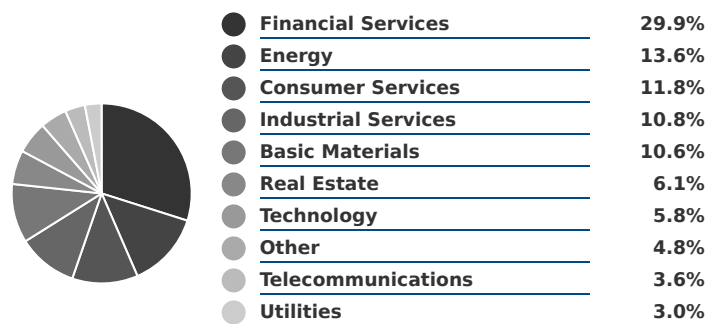 Financial Services 29.9%
Energy 13.6%
Consumer Services 11.8%
Industrial Services 10.8%
Basic Materials 10.6%
Real Estate 6.1%
Technology 5.8%
Other 4.8%
Telecommunications 3.6%
Utilities 3.0%